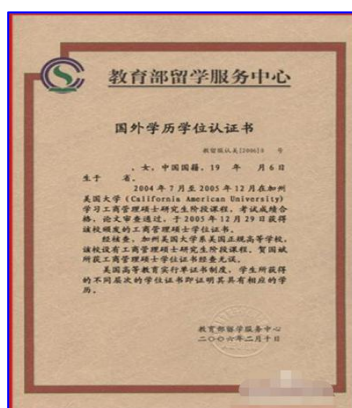 教育部留学服务中心
国外学历学位认证书
教留服认美[2006]0 号
，女，中国国籍，19 年 月6日
生于 省。
2004年7月至2005年12月在加州
美国大学（California American University）
学习工商管理硕士研究生阶段课程，考试成绩合
格，论文审查通过，于2005年12月29日获得
该校颁发的工商管理硕士学位证书。
经核查，加州美国大学系美国正规高等学校，
该校设有工商管理硕士研究生阶段课程。贺国斌
所获工商管理硕士学位证书经查无误。
美国高等教育实行单证书制度，学生所获得
的不同层次的学位证书即证明其具有相应的学
历。
教育部留学服务中心
二〇〇六年二月十日